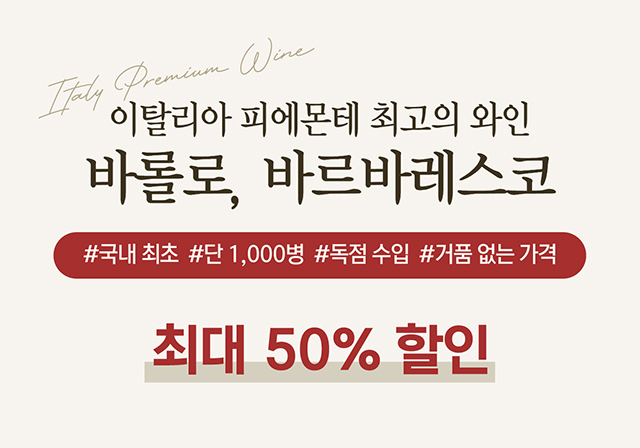 Italy Premium Wine
이탈리아 피에몬테 최고의 와인
바롤로, 바르바레스코
#국내 최초 #단 1,000병 #독점 수입 #거품 없는 가격
최대 50% 할인